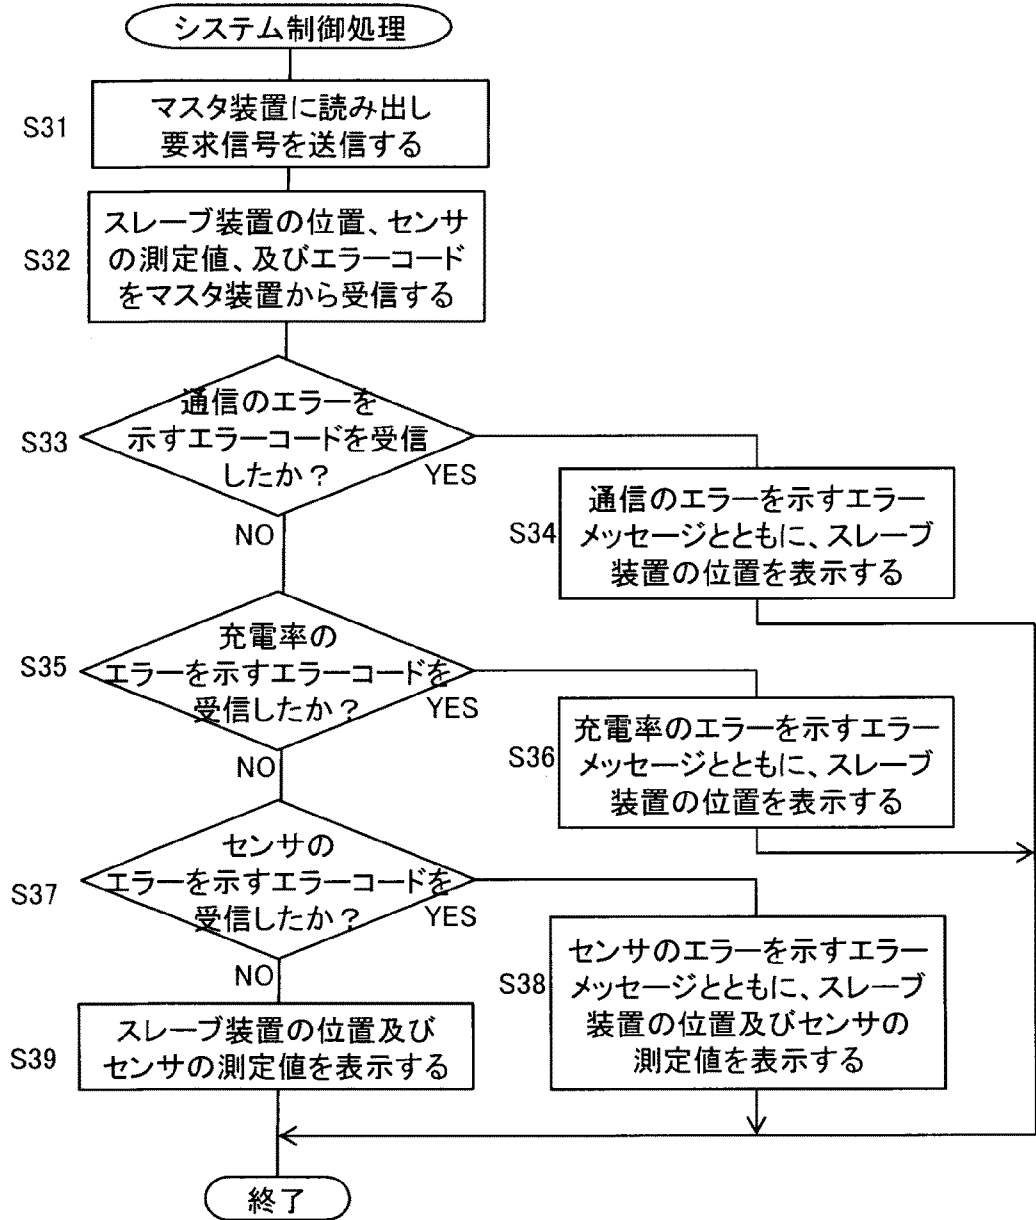 システム制御処理
S31
マスタ装置に読み出し
要求信号を送信する
S32
スレーブ装置の位置、センサ
の測定値、及びエラーコード
をマスタ装置から受信する
S33
通信のエラーを
示すエラーコードを受信
したか？
YES
NO
S34
通信のエラーを示すエラー
メッセージとともに、スレーブ
装置の位置を表示する
S35
充電率の
エラーを示すエラーコードを
受信したか？
YES
NO
S36
充電率のエラーを示すエラー
メッセージとともに、スレーブ
装置の位置を表示する
S37
センサの
エラーを示すエラーコードを
受信したか？
YES
NO
S38
センサのエラーを示すエラー
メッセージとともに、スレーブ
装置の位置及びセンサの
測定値を表示する
S39
スレーブ装置の位置及び
センサの測定値を表示する
終了